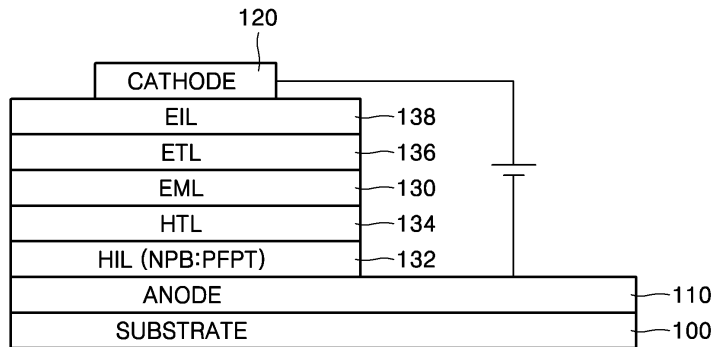 120
CATHODE
EIL 138
ETL 136
EML 130
HTL 134
HIL (NPB:PFPT) 132
ANODE 110
SUBSTRATE 100